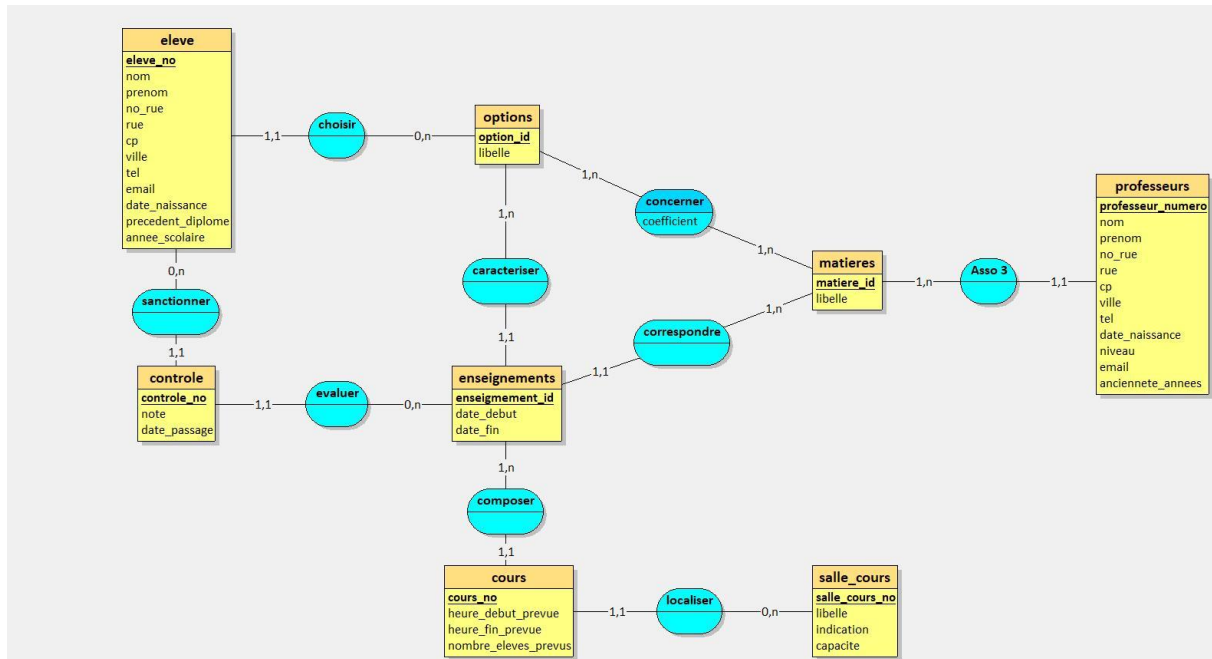 eleve
eleve_no
nom
prenom
no_rue
rue
cp
ville
tel
email
date_naissance
precedent_diplome
annee_scolaire
1,1
choisir
0,n
options
option_id
libelle
1,n
concerner
coefficient
1,n
professeurs
professeur_numero
nom
prenom
no_rue
rue
cp
ville
tel
date_naissance
niveau
email
anciennete_annees
matieres
matiere_id
libelle
1,n
Asso 3
1,1
0,n
sanctionner
1,1
1,n
caracteriser
1,1
1,n
correspondre
1,1
controle
controle_no
note
date_passage
1,1
evaluer
0,n
enseignements
enseigmement_id
date_debut
date_fin
1,n
composer
1,1
cours
cours_no
heure_debut_prevue
heure_fin_prevue
nombre_eleves_prevus
1,1
localiser
0,n
salle_cours
salle_cours_no
libelle
indication
capacite